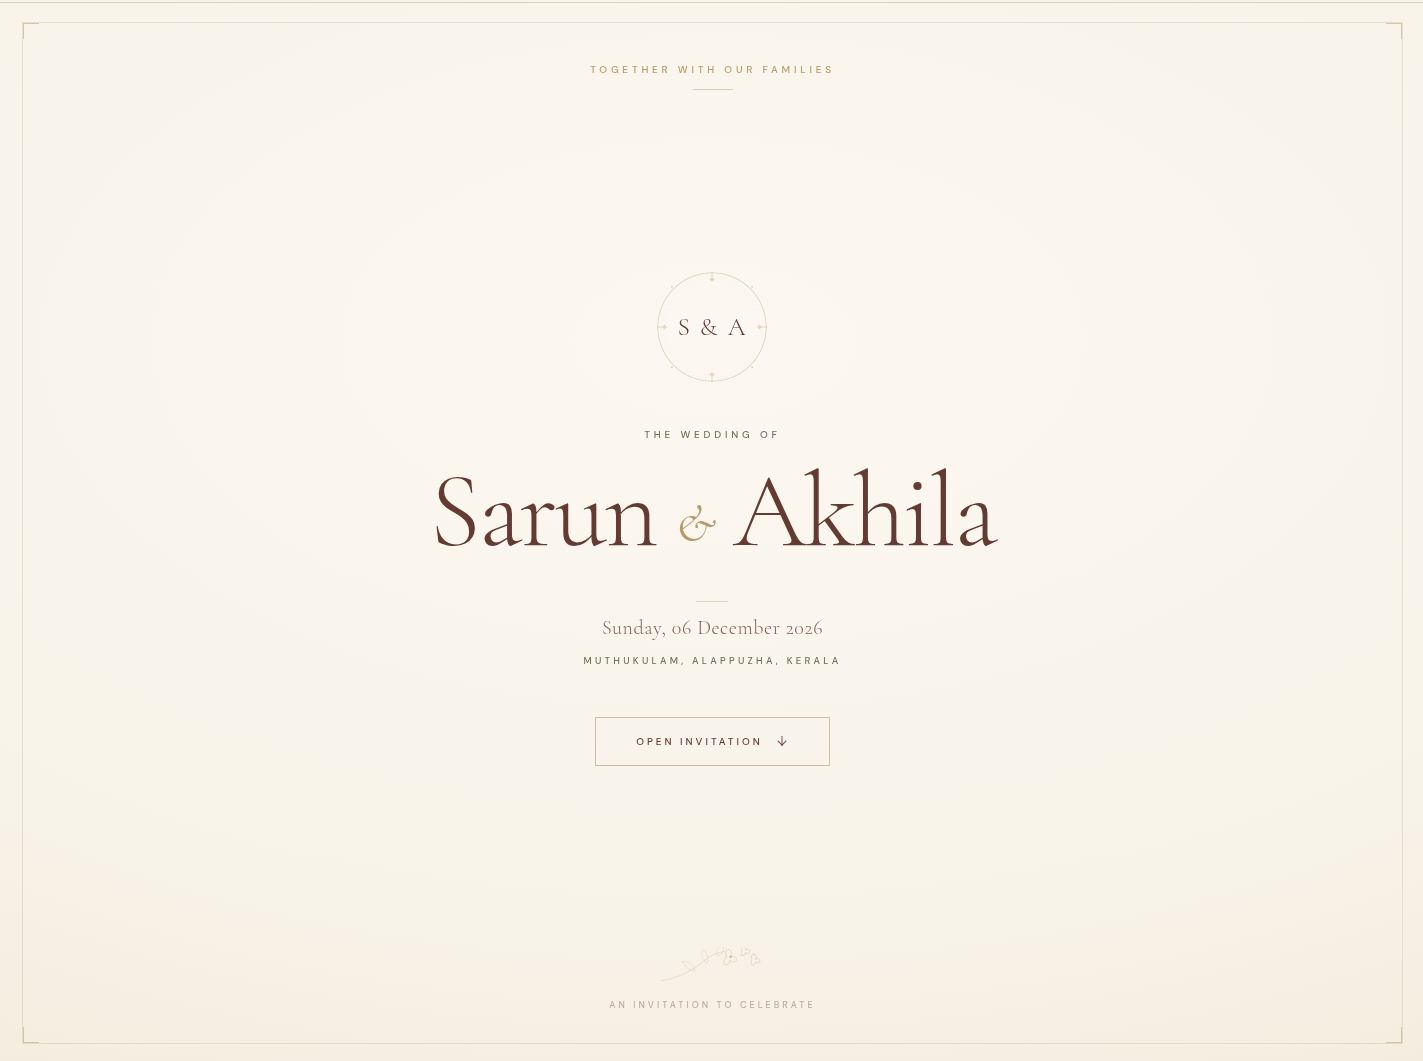 TOGETHER WITH OUR FAMILIES
S & A
THE WEDDING OF
Sarun & Akhila
Sunday, 06 December 2026
MUTHUKULAM, ALAPPUZHA, KERALA
OPEN INVITATION ↓
AN INVITATION TO CELEBRATE